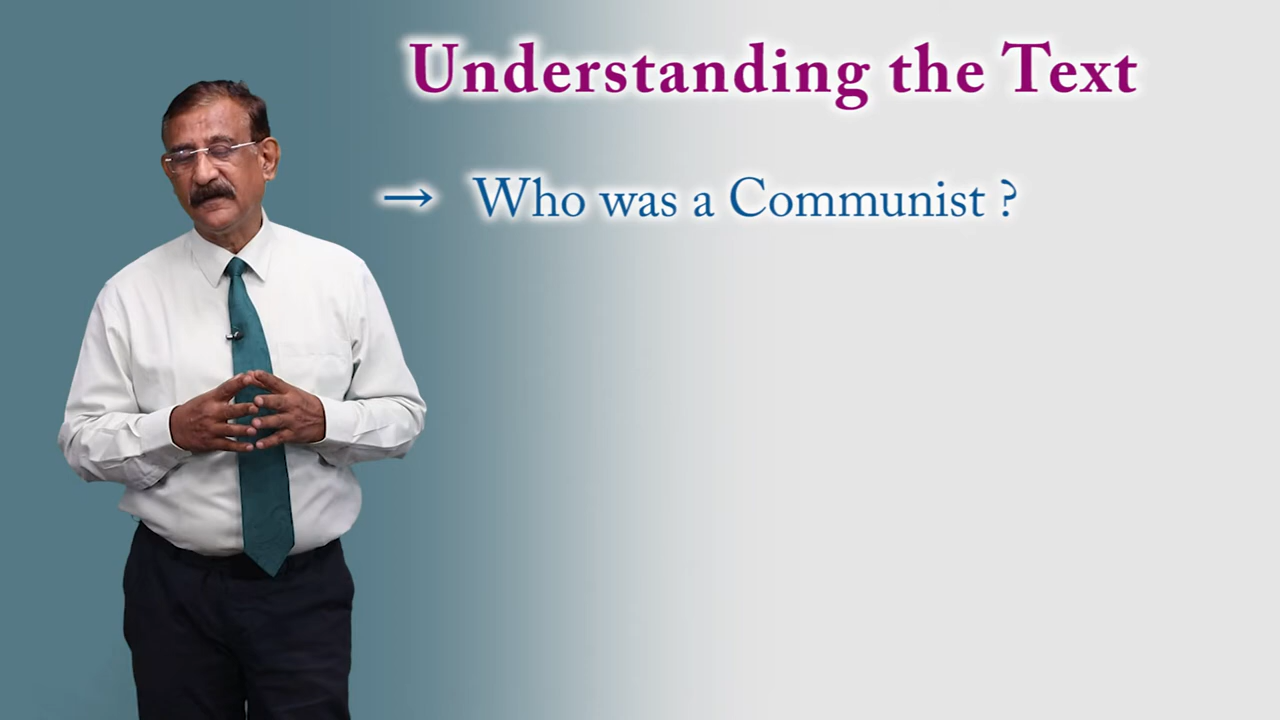 Understanding the Text
→ Who was a Communist ?